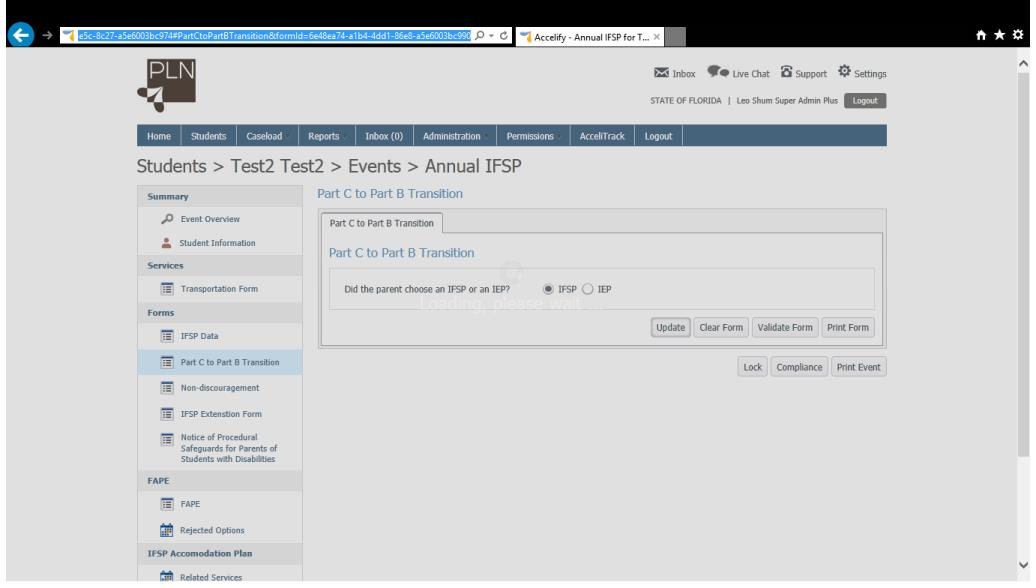 e5c-8c27-a5e6003bc974#PartCtoPartBTransition&formId=6e48ea74-a1b4-4dd1-86e8-a5e6003bc990
Accelify - Annual IFSP for T... ×
PLN
Inbox Live Chat Support Settings
STATE OF FLORIDA | Leo Shum Super Admin Plus Logout
Home Students Caseload Reports Inbox (0) Administration Permissions AcceliTrack Logout
Students > Test2 Test2 > Events > Annual IFSP
Summary
Event Overview
Student Information
Services
Transportation Form
Forms
IFSP Data
Part C to Part B Transition
Non-discouragement
IFSP Extenstion Form
Notice of Procedural
Safeguards for Parents of
Students with Disabilities
FAPE
FAPE
Rejected Options
IFSP Accomodation Plan
Related Services
Part C to Part B Transition
Part C to Part B Transition
Part C to Part B Transition
Did the parent choose an IFSP or an IEP? IFSP IEP
Loading, please wait
Update Clear Form Validate Form Print Form
Lock Compliance Print Event